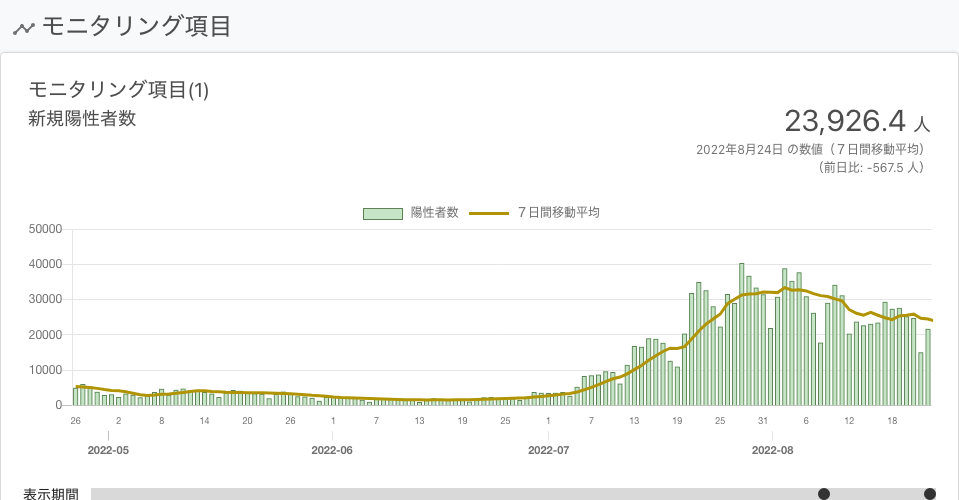 モニタリング項目
モニタリング項目(1)
新規陽性者数
23,926.4 人
2022年8月24日 の数値（７日間移動平均）
（前日比: -567.5 人）
陽性者数 ７日間移動平均
50000
40000
30000
20000
10000
0
26 2 8 14 20 26 1 7 13 19 25 1 7 13 19 25 31 6 12 18
2022-05 2022-06 2022-07 2022-08
表示期間